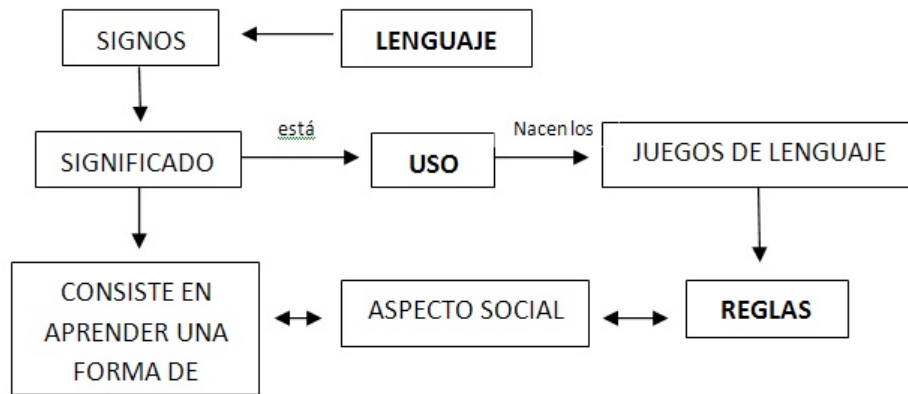 SIGNOS
LENGUAJE
está
Nacen los
SIGNIFICADO
USO
JUEGOS DE LENGUAJE
CONSISTE EN
APRENDER UNA
FORMA DE
ASPECTO SOCIAL
REGLAS